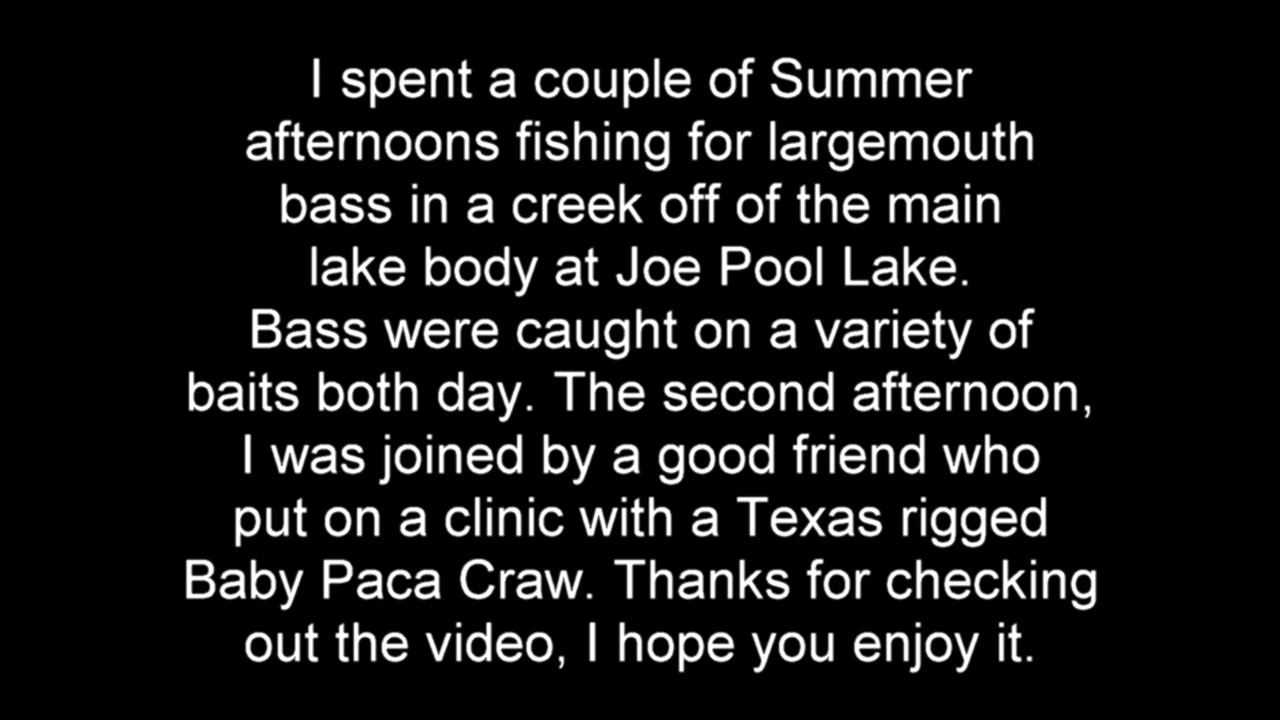 I spent a couple of Summer
afternoons fishing for largemouth
bass in a creek off of the main
lake body at Joe Pool Lake.
Bass were caught on a variety of
baits both day. The second afternoon,
I was joined by a good friend who
put on a clinic with a Texas rigged
Baby Paca Craw. Thanks for checking
out the video, I hope you enjoy it.